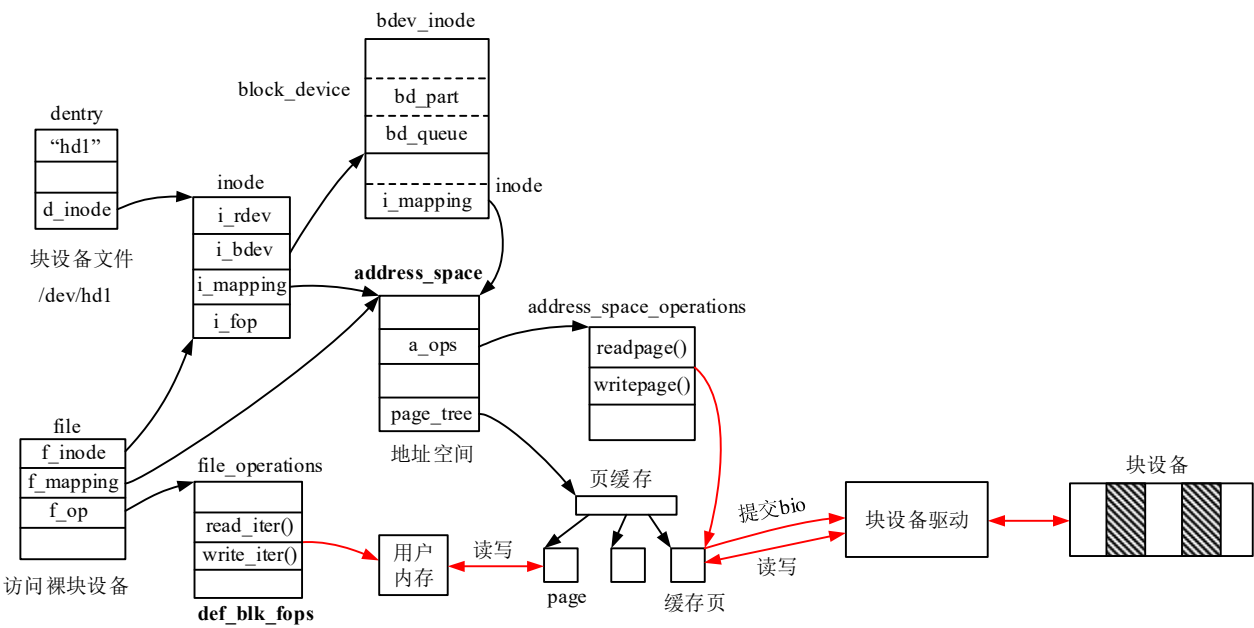 bdev_inode
block_device
bd_part
bd_queue
inode
i_mapping
dentry
“hd1”
d_inode
块设备文件
/dev/hd1
inode
i_rdev
i_bdev
i_mapping
i_fop
address_space
a_ops
page_tree
地址空间
address_space_operations
readpage()
writepage()
file
f_inode
f_mapping
f_op
访问裸块设备
file_operations
read_iter()
write_iter()
def_blk_fops
用户
内存
读写
页缓存
page
缓存页
提交bio
读写
块设备驱动
块设备